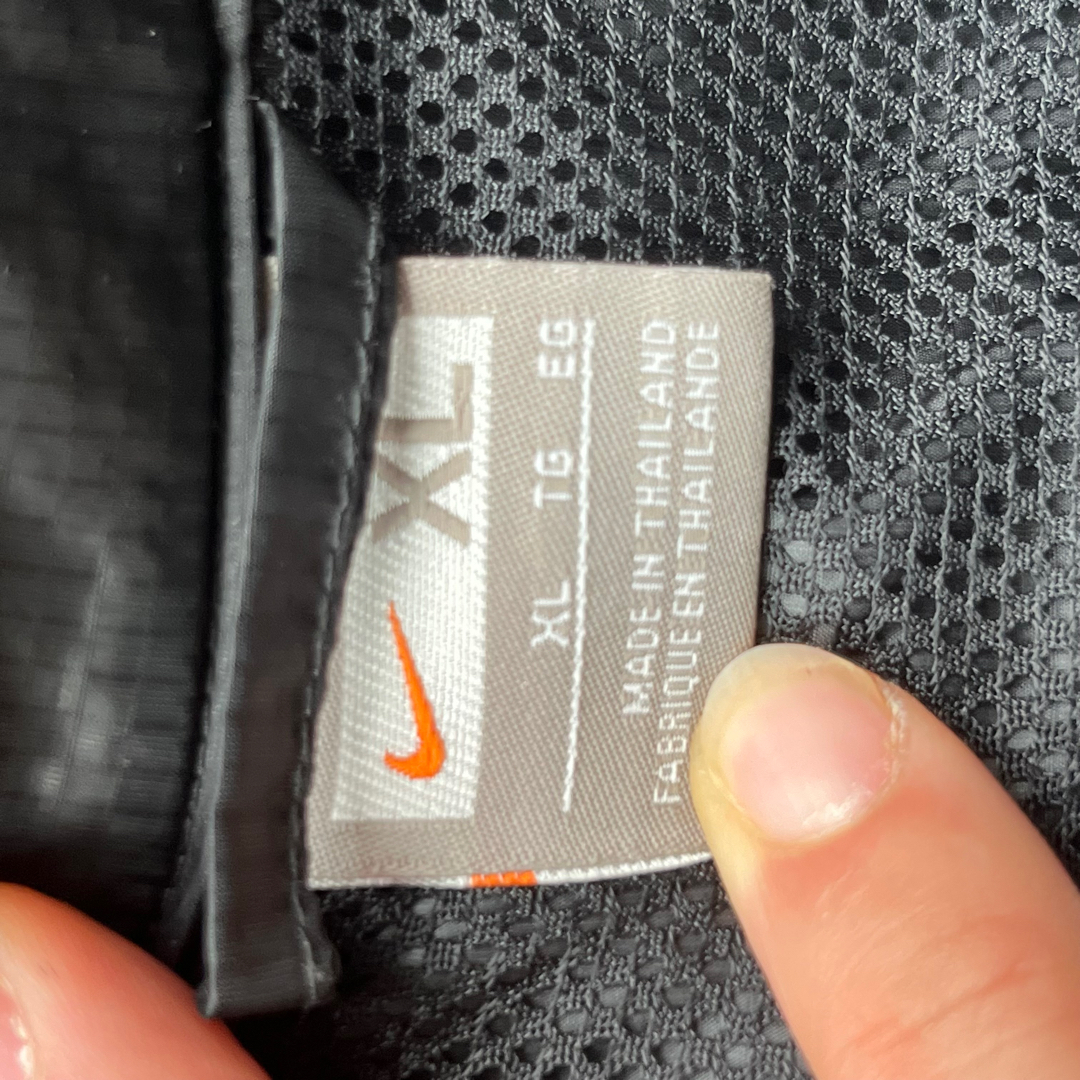 XL
XL TG EG
MADE IN THAILAND
FABRIQUE EN THAILANDE